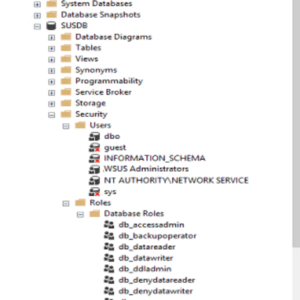 System Databases
Database Snapshots
SUSDB
Database Diagrams
Tables
Views
Synonyms
Programmability
Service Broker
Storage
Security
Users
dbo
guest
INFORMATION_SCHEMA
WSUS Administrators
NT AUTHORITY\NETWORK SERVICE
sys
Roles
Database Roles
db_accessadmin
db_backupoperator
db_datareader
db_datawriter
db_ddladmin
db_denydatareader
db_denydatawriter